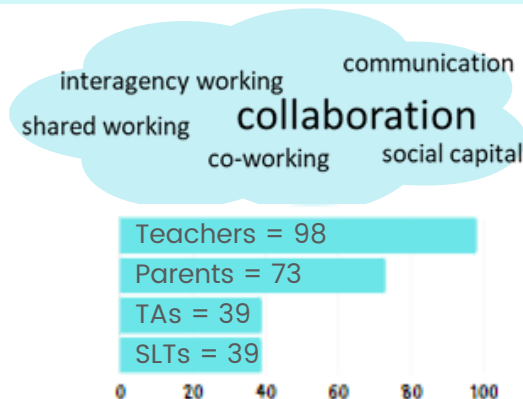 communication
interagency working
collaboration
shared working
co-working
social capital
Teachers = 98
Parents = 73
TAs = 39
SLTs = 39
0 20 40 60 80 100